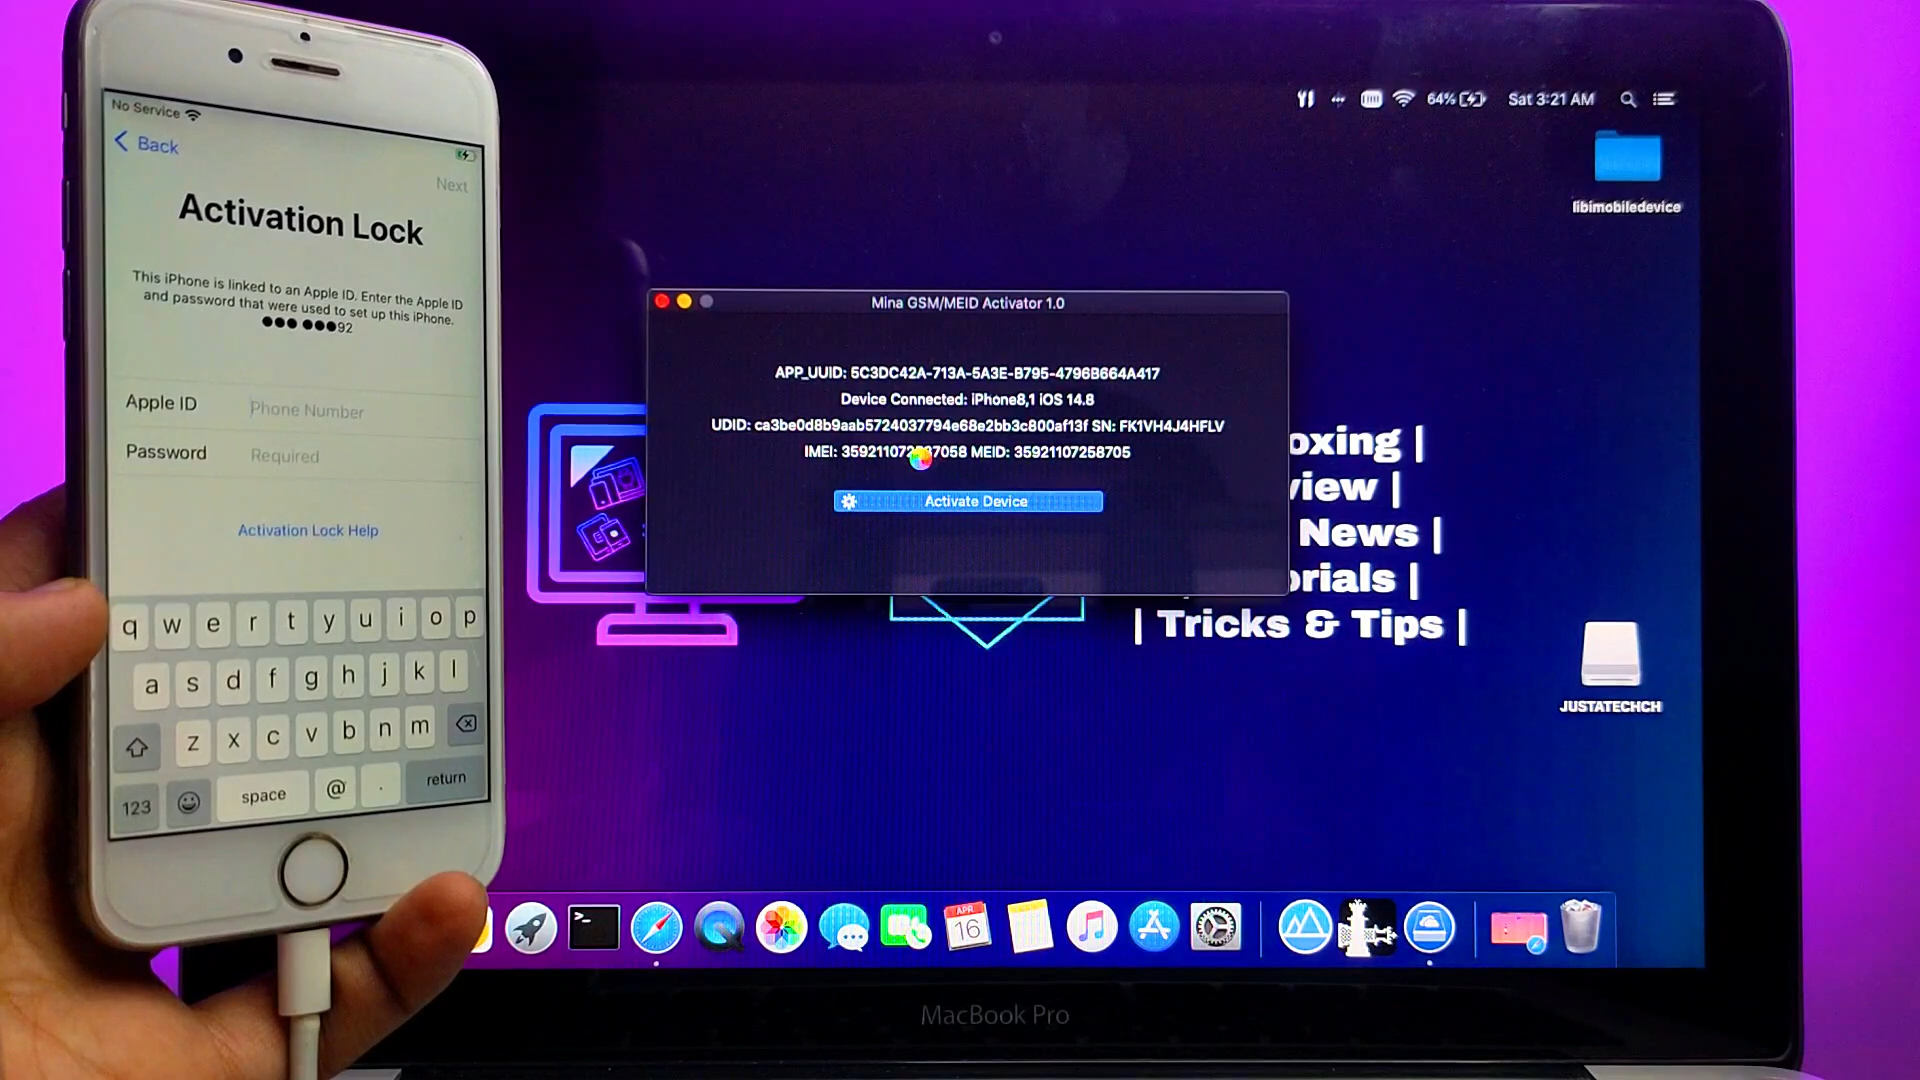 No Service
Back
Next
Activation Lock
This iPhone is linked to an Apple ID. Enter the Apple ID
and password that were used to set up this iPhone.
●●● ●●●92
Apple ID Phone Number
Password Required
Activation Lock Help
q w e r t y u i o p
a s d f g h j k l
z x c v b n m
123 space @ . return
64% Sat 3:21 AM
libimobiledevice
Mina GSM/MEID Activator 1.0
APP_UUID: 5C3DC42A-713A-5A3E-B795-4796B664A417
Device Connected: iPhone8,1 iOS 14.8
UDID: ca3be0d8b9aab5724037794e68e2bb3c800af13f SN: FK1VH4J4HFLV
IMEI: 7058 MEID: 35921107258705
Activate Device
oxing |
view |
News |
orials |
| Tricks & Tips |
JUSTATECHCH
APR
16
MacBook Pro